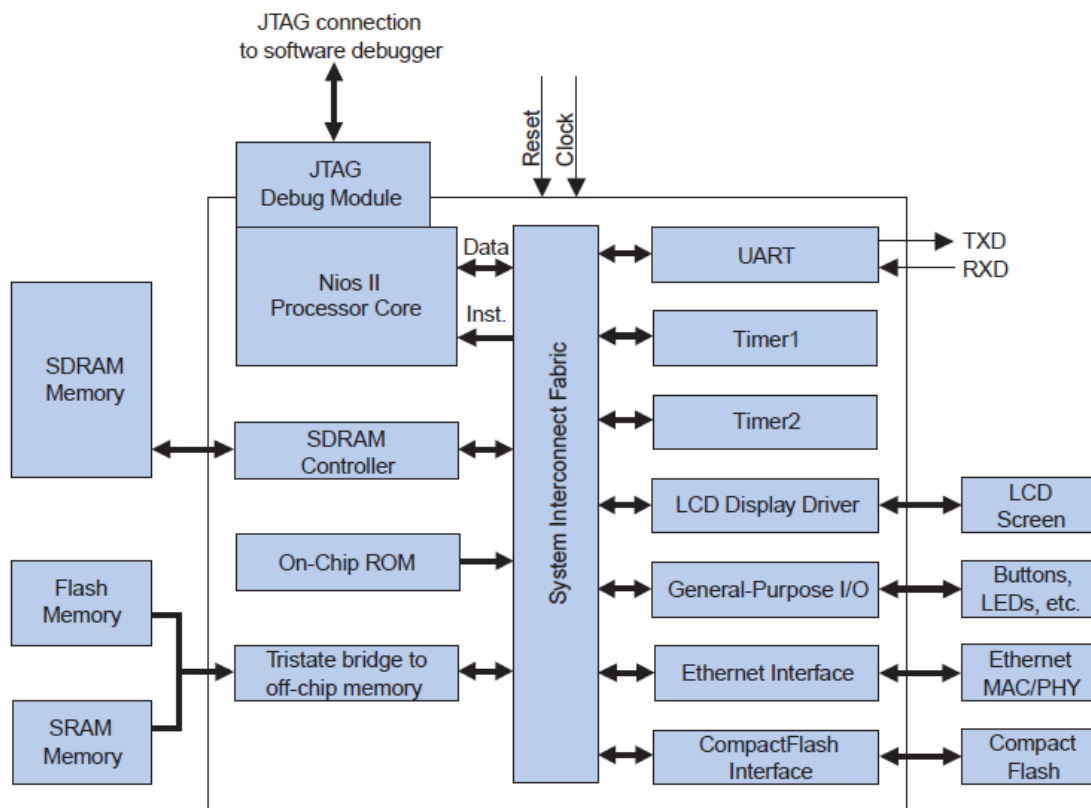 JTAG connection
to software debugger
Reset
Clock
JTAG
Debug Module
Nios II
Processor Core
Data
Inst.
System Interconnect Fabric
UART
TXD
RXD
Timer1
SDRAM
Memory
Timer2
SDRAM
Controller
LCD Display Driver
LCD
Screen
On-Chip ROM
General-Purpose I/O
Buttons,
LEDs, etc.
Flash
Memory
Tristate bridge to
off-chip memory
Ethernet Interface
Ethernet
MAC/PHY
SRAM
Memory
CompactFlash
Interface
Compact
Flash